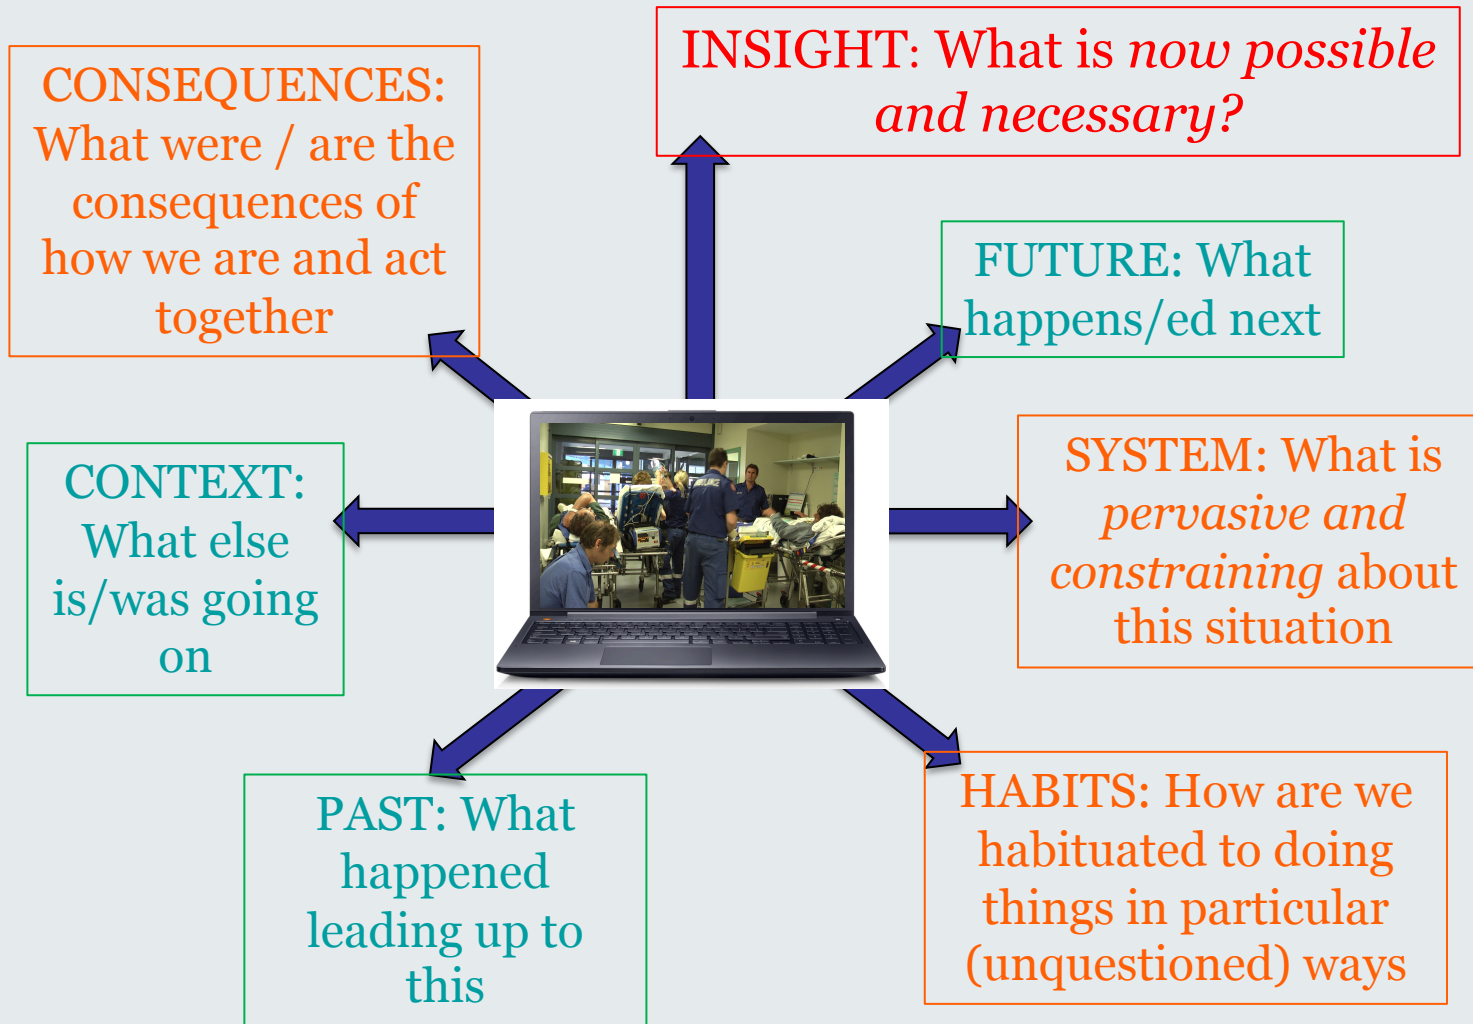 INSIGHT: What is now possible
and necessary?
CONSEQUENCES:
What were / are the
consequences of
how we are and act
together
FUTURE: What
happens/ed next
CONTEXT:
What else
is/was going
on
AMBULANCE
SYSTEM: What is
pervasive and
constraining about
this situation
PAST: What
happened
leading up to
this
HABITS: How are we
habituated to doing
things in particular
(unquestioned) ways